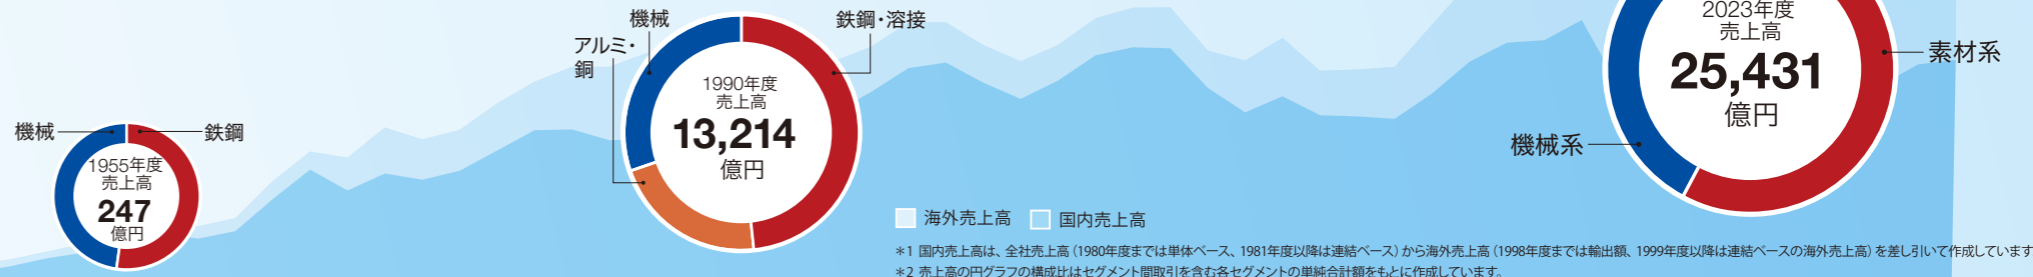 機械
鉄鋼
1955年度
売上高
247
億円
機械
鉄鋼・溶接
アルミ・
銅
1990年度
売上高
13,214
億円
2023年度
売上高
25,431
億円
素材系
機械系
海外売上高 国内売上高
＊1 国内売上高は、全社売上高（1980年度までは単体ベース、1981年度以降は連結ベース）から海外売上高（1998年度までは輸出額、1999年度以降は連結ベースの海外売上高）を差し引いて作成しています
＊2 売上高の円グラフの構成比はセグメント間取引を含む各セグメントの単純合計額をもとに作成しています。